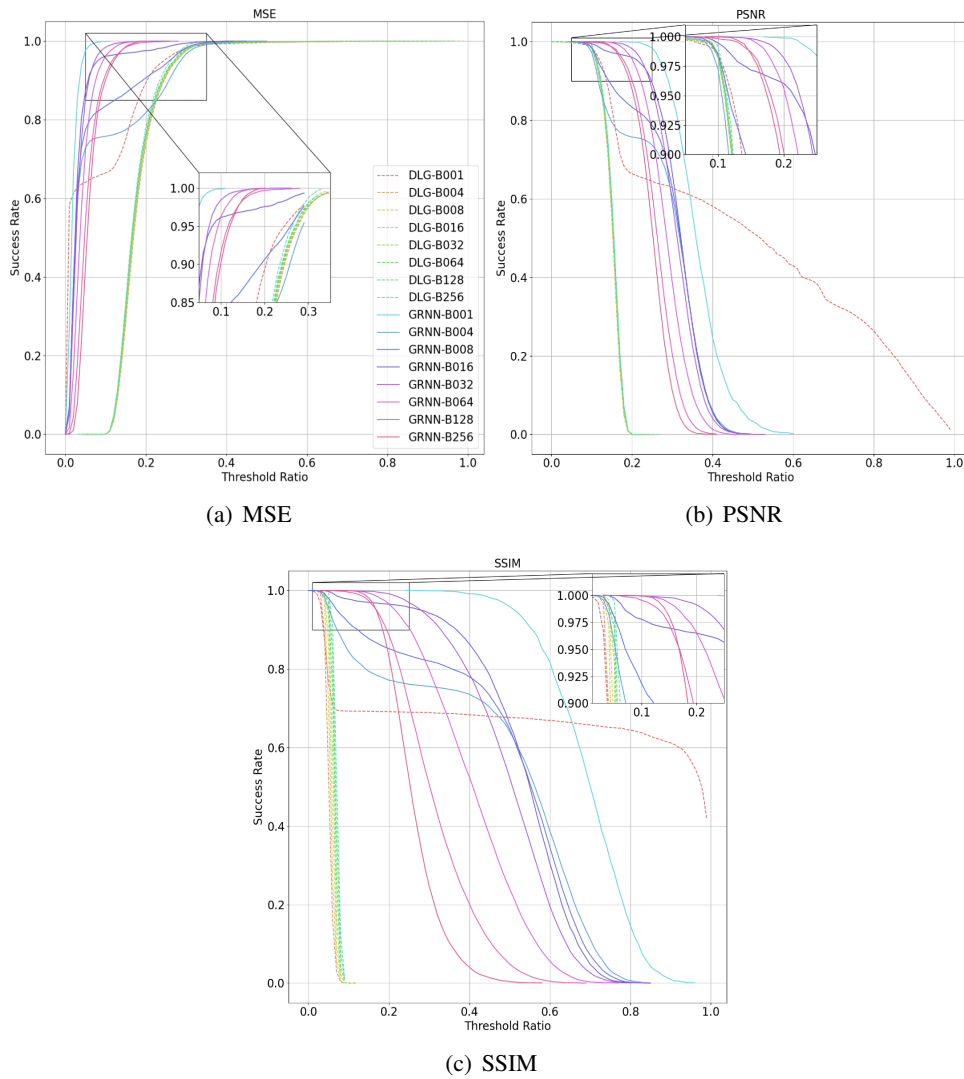 MSE
1.0
0.8
0.6
0.4
0.2
0.0
Success Rate
0.0 0.2 0.4 0.6 0.8 1.0
Threshold Ratio
1.00
0.95
0.90
0.85
0.1 0.2 0.3
DLG-B001
DLG-B004
DLG-B008
DLG-B016
DLG-B032
DLG-B064
DLG-B128
DLG-B256
GRNN-B001
GRNN-B004
GRNN-B008
GRNN-B016
GRNN-B032
GRNN-B064
GRNN-B128
GRNN-B256
(a) MSE
PSNR
1.0
0.8
0.6
0.4
0.2
0.0
Success Rate
0.0 0.2 0.4 0.6 0.8 1.0
Threshold Ratio
1.000
0.975
0.950
0.925
0.900
0.1 0.2
(b) PSNR
SSIM
1.0
0.8
0.6
0.4
0.2
0.0
Success Rate
0.0 0.2 0.4 0.6 0.8 1.0
Threshold Ratio
1.000
0.975
0.950
0.925
0.900
0.1 0.2
(c) SSIM